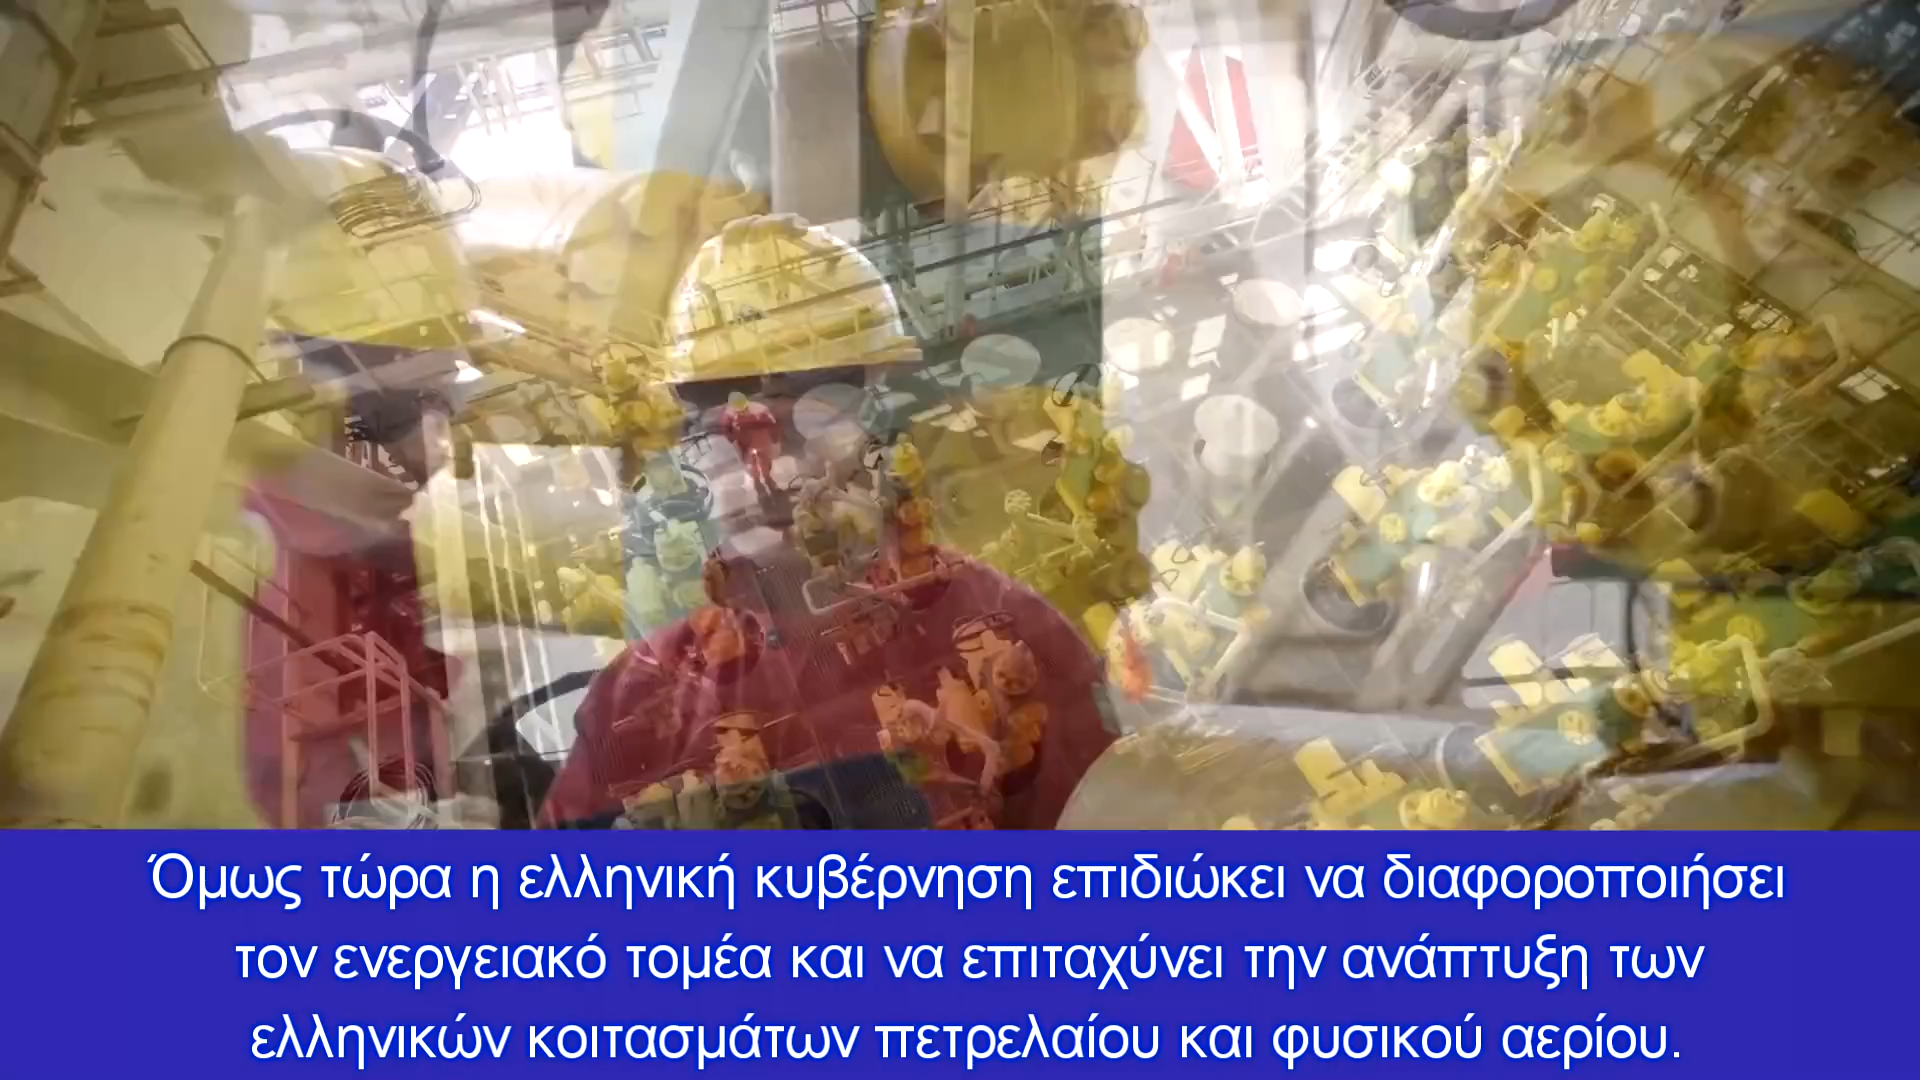 Όμως τώρα η ελληνική κυβέρνηση επιδιώκει να διαφοροποιήσει
τον ενεργειακό τομέα και να επιταχύνει την ανάπτυξη των
ελληνικών κοιτασμάτων πετρελαίου και φυσικού αερίου.